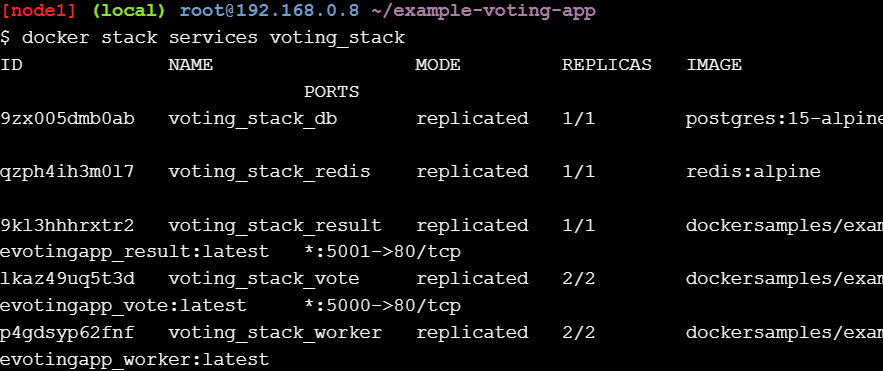 [node1] (local) root@192.168.0.8 ~/example-voting-app
$ docker stack services voting_stack
ID             NAME                  MODE         REPLICAS   IMAGE
                         PORTS
9zx005dmb0ab   voting_stack_db       replicated   1/1        postgres:15-alpine
qzph4ih3m0l7   voting_stack_redis    replicated   1/1        redis:alpine
9kl3hhhrxtr2   voting_stack_result   replicated   1/1        dockersamples/exam
evotingapp_result:latest   *:5001->80/tcp
lkaz49uq5t3d   voting_stack_vote     replicated   2/2        dockersamples/exam
evotingapp_vote:latest     *:5000->80/tcp
p4gdsyp62fnf   voting_stack_worker   replicated   2/2        dockersamples/exam
evotingapp_worker:latest